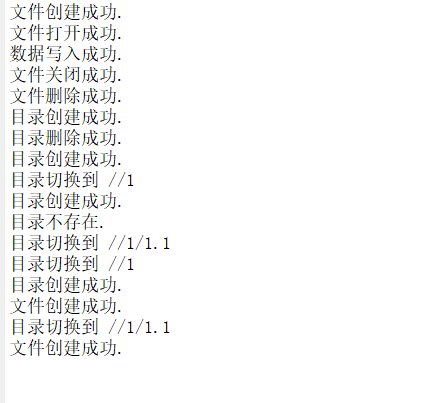 文件创建成功.
文件打开成功.
数据写入成功.
文件关闭成功.
文件删除成功.
目录创建成功.
目录删除成功.
目录创建成功.
目录切换到 //1
目录创建成功.
目录不存在.
目录切换到 //1/1.1
目录切换到 //1
目录创建成功.
文件创建成功.
目录切换到 //1/1.1
文件创建成功.